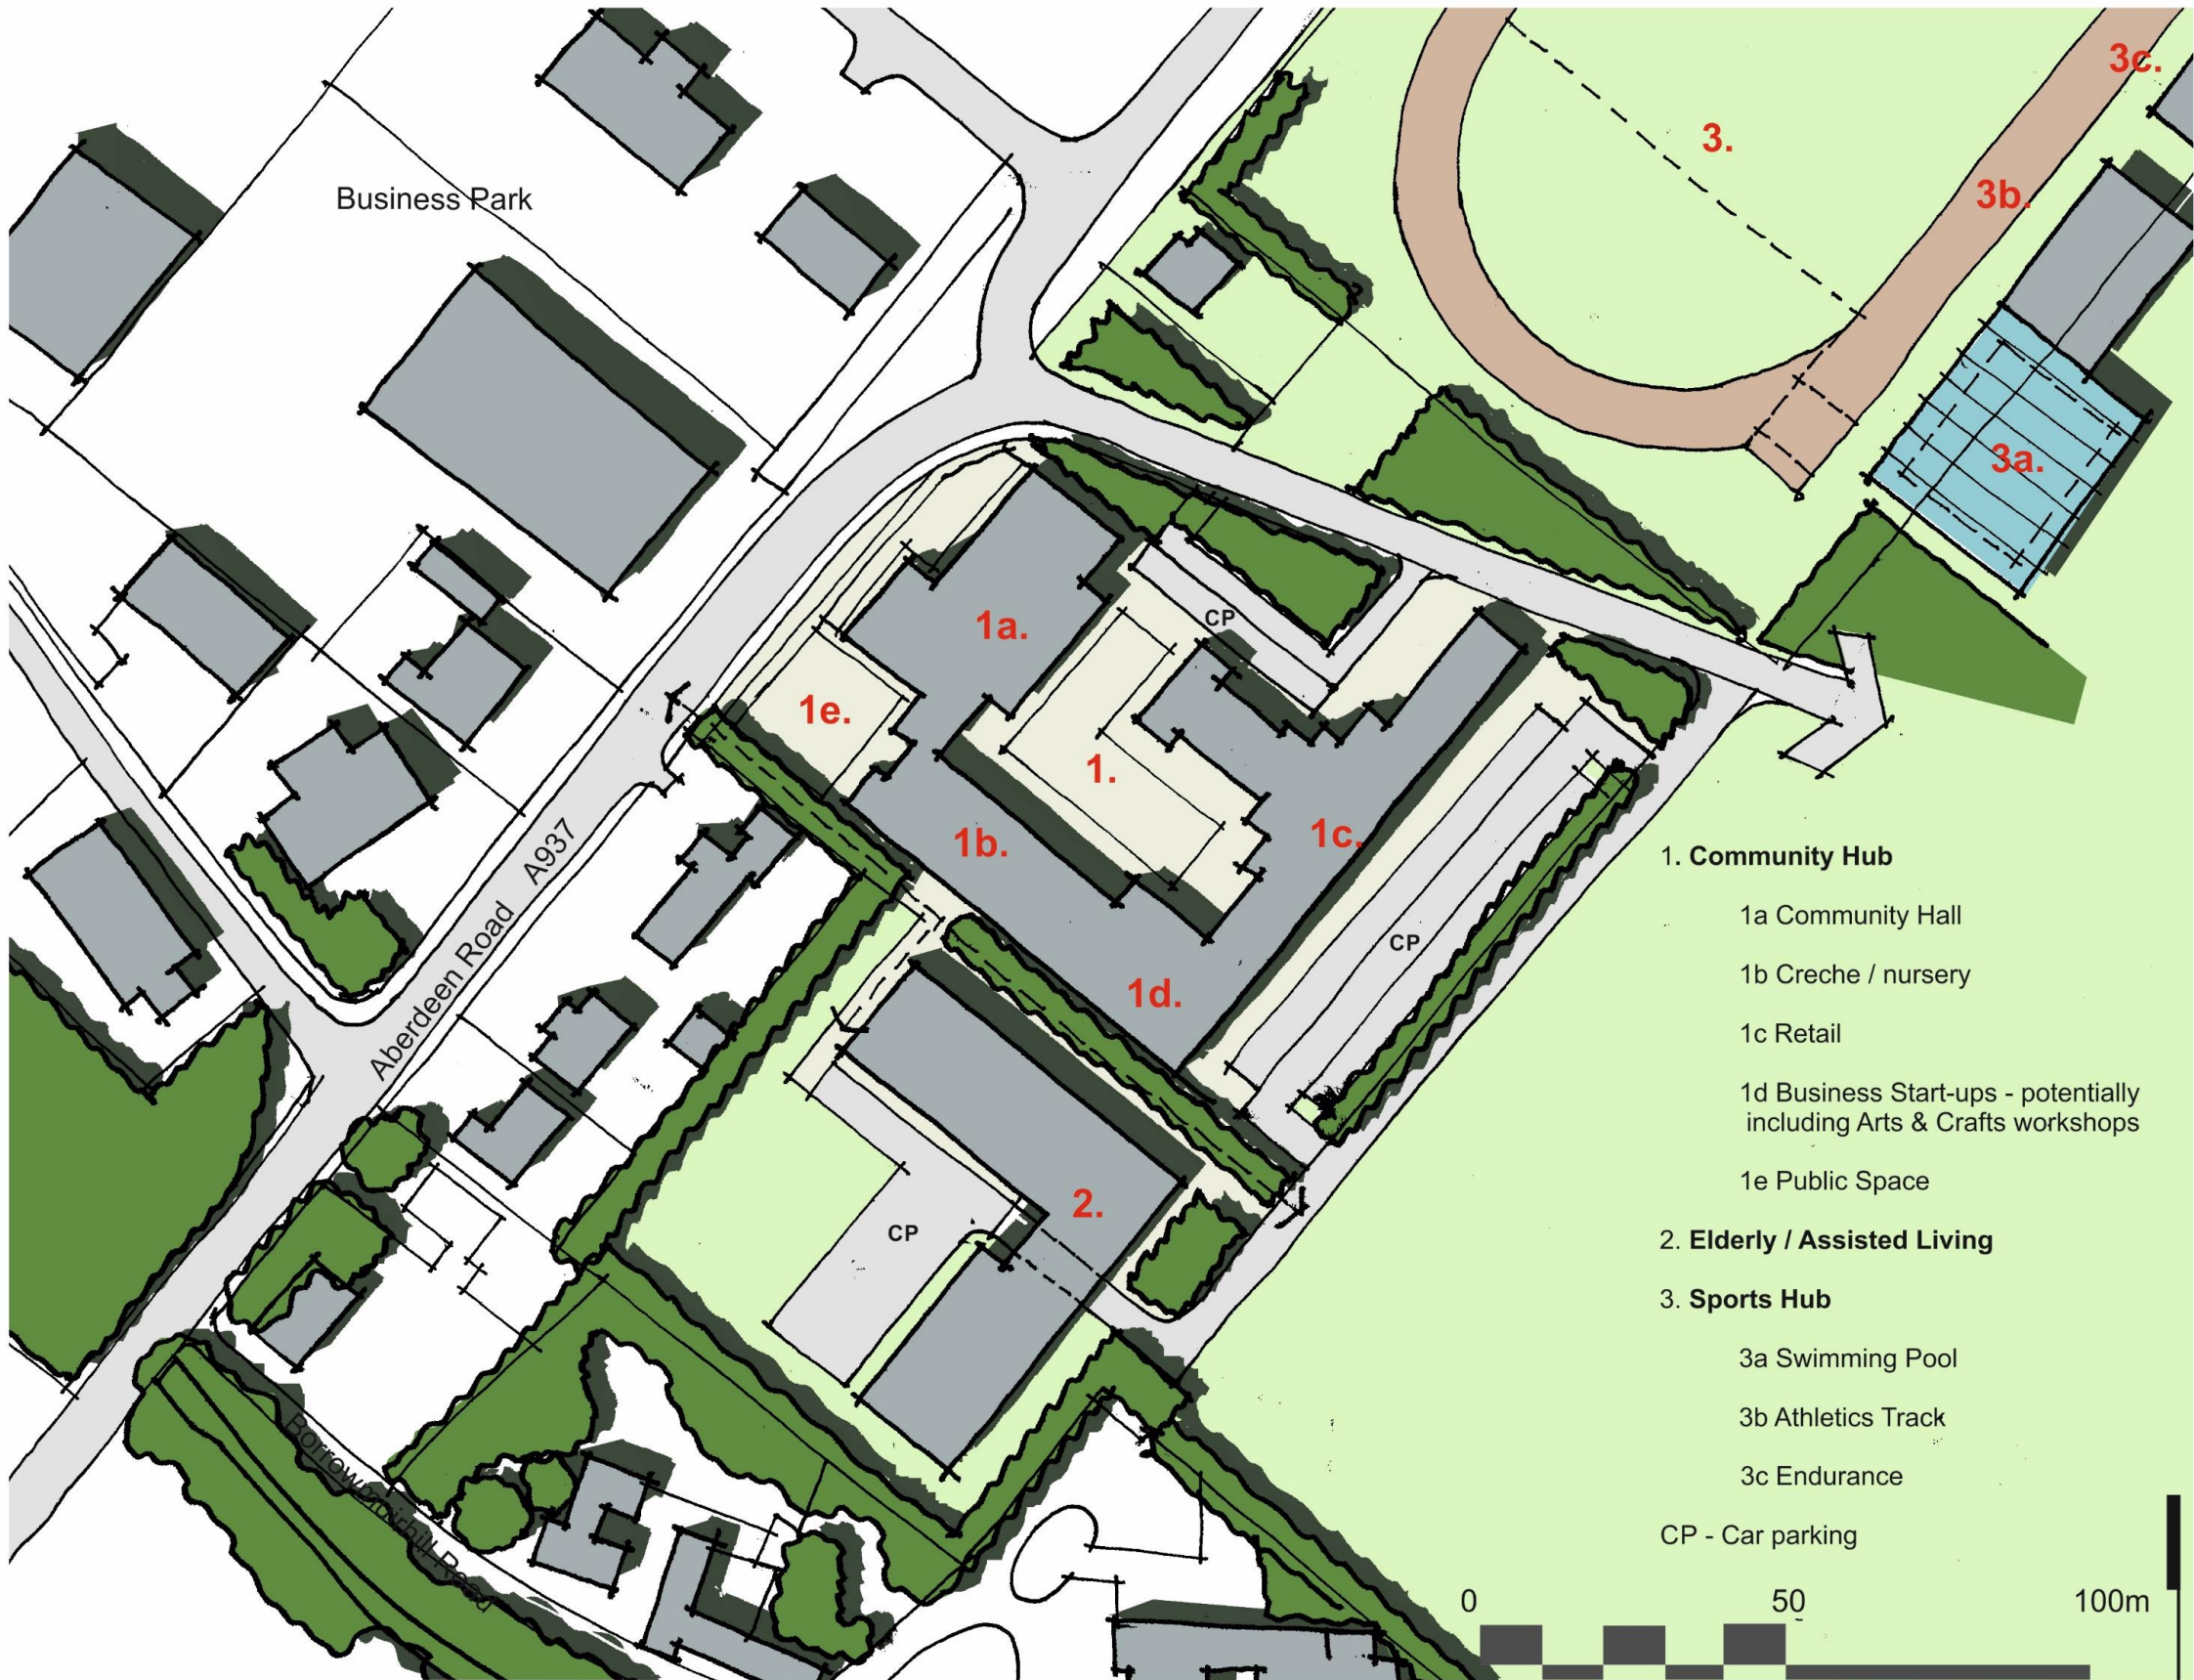 3c.
3.
3b.
Business Park
3a.
CP
1a.
1e.
1.
1c.
1b.
CP
1d.
Aberdeen Road A937
2.
CP
Borrowmoirhill Road
1. Community Hub
1a Community Hall
1b Creche / nursery
1c Retail
1d Business Start-ups - potentially
including Arts & Crafts workshops
1e Public Space
2. Elderly / Assisted Living
3. Sports Hub
3a Swimming Pool
3b Athletics Track
3c Endurance
CP - Car parking
0 50 100m